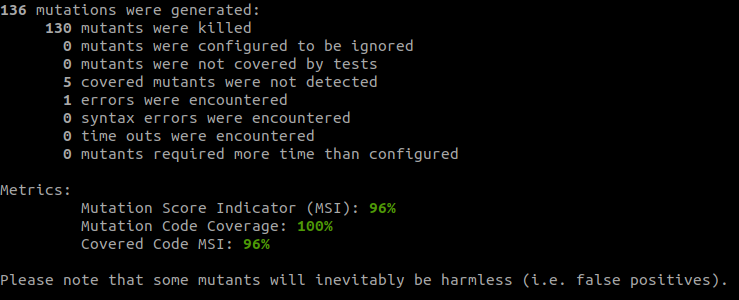 136 mutations were generated:
130 mutants were killed
0 mutants were configured to be ignored
0 mutants were not covered by tests
5 covered mutants were not detected
1 errors were encountered
0 syntax errors were encountered
0 time outs were encountered
0 mutants required more time than configured
Metrics:
Mutation Score Indicator (MSI): 96%
Mutation Code Coverage: 100%
Covered Code MSI: 96%
Please note that some mutants will inevitably be harmless (i.e. false positives).